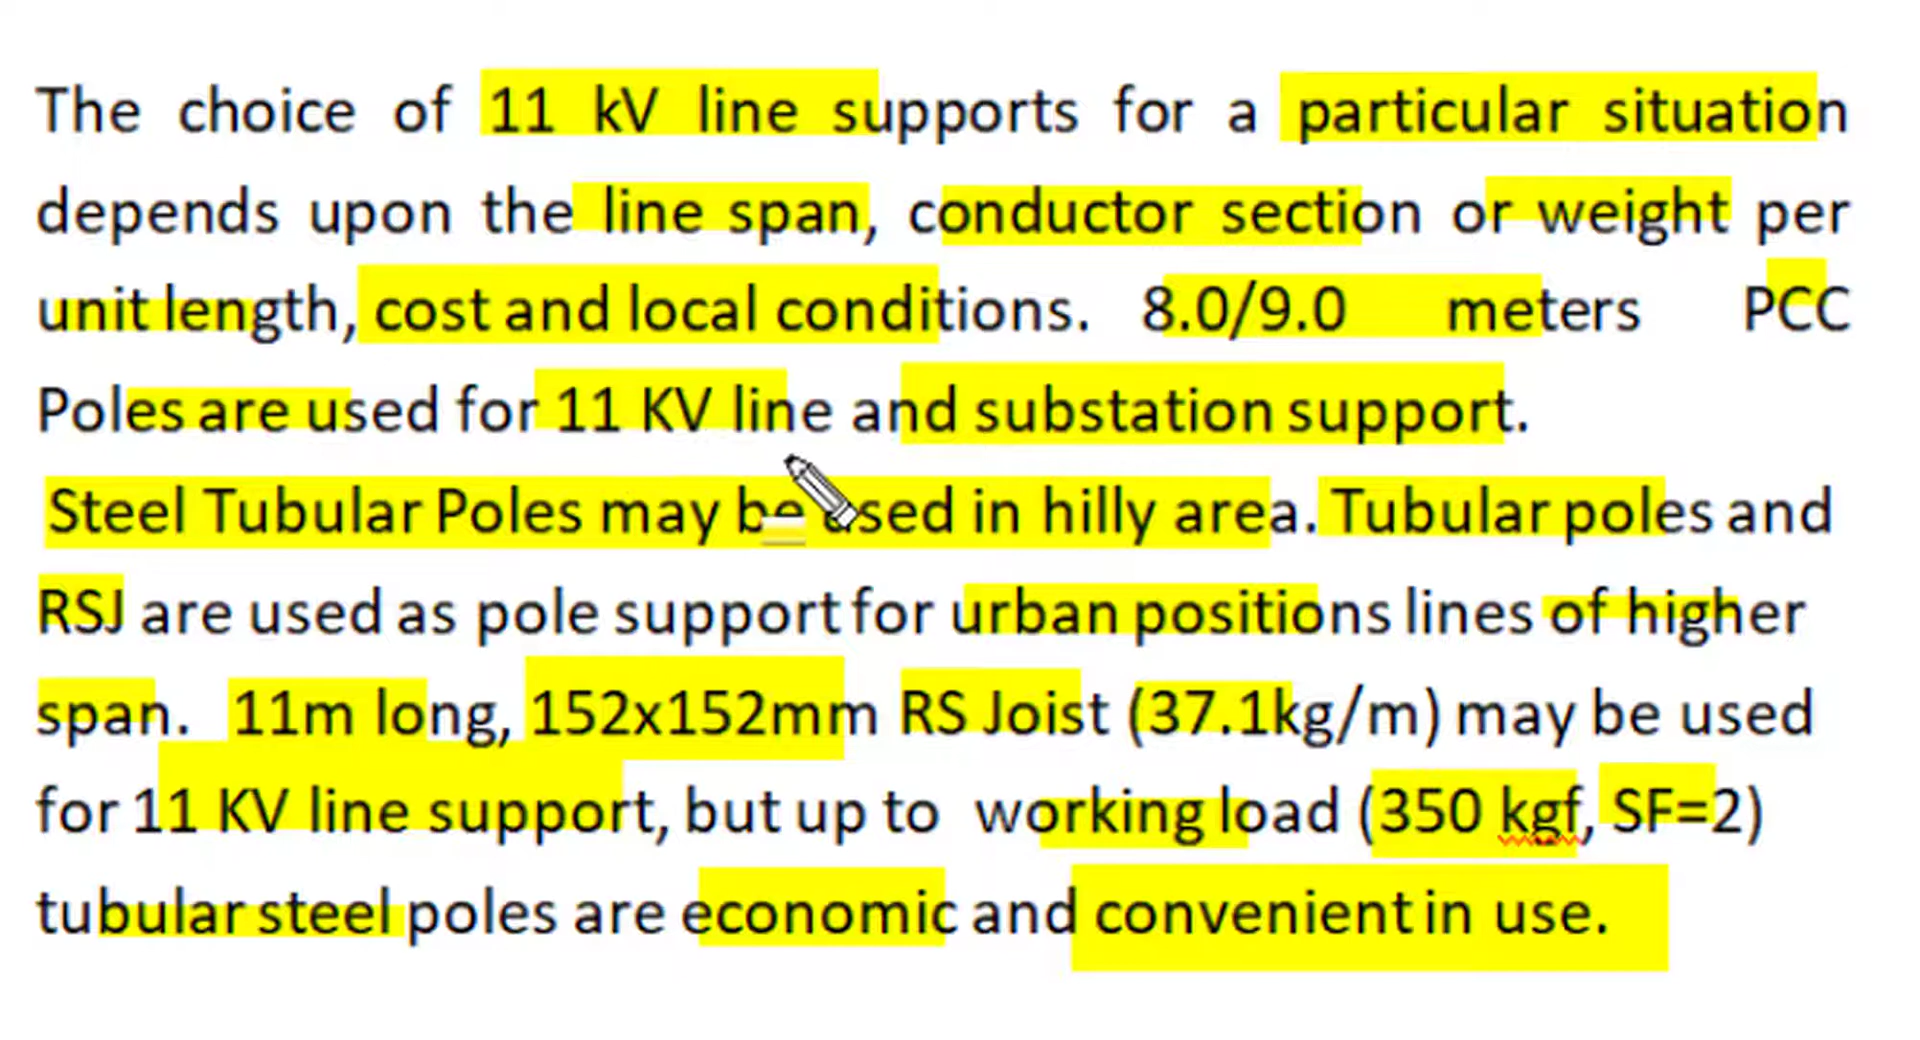 The choice of 11 kV line supports for a particular situation
depends upon the line span, conductor section or weight per
unit length, cost and local conditions. 8.0/9.0 meters PCC
Poles are used for 11 KV line and substation support.
Steel Tubular Poles may be used in hilly area. Tubular poles and
RSJ are used as pole support for urban positions lines of higher
span. 11m long, 152x152mm RS Joist (37.1kg/m) may be used
for 11 KV line support, but up to working load (350 kgf, SF=2)
tubular steel poles are economic and convenient in use.